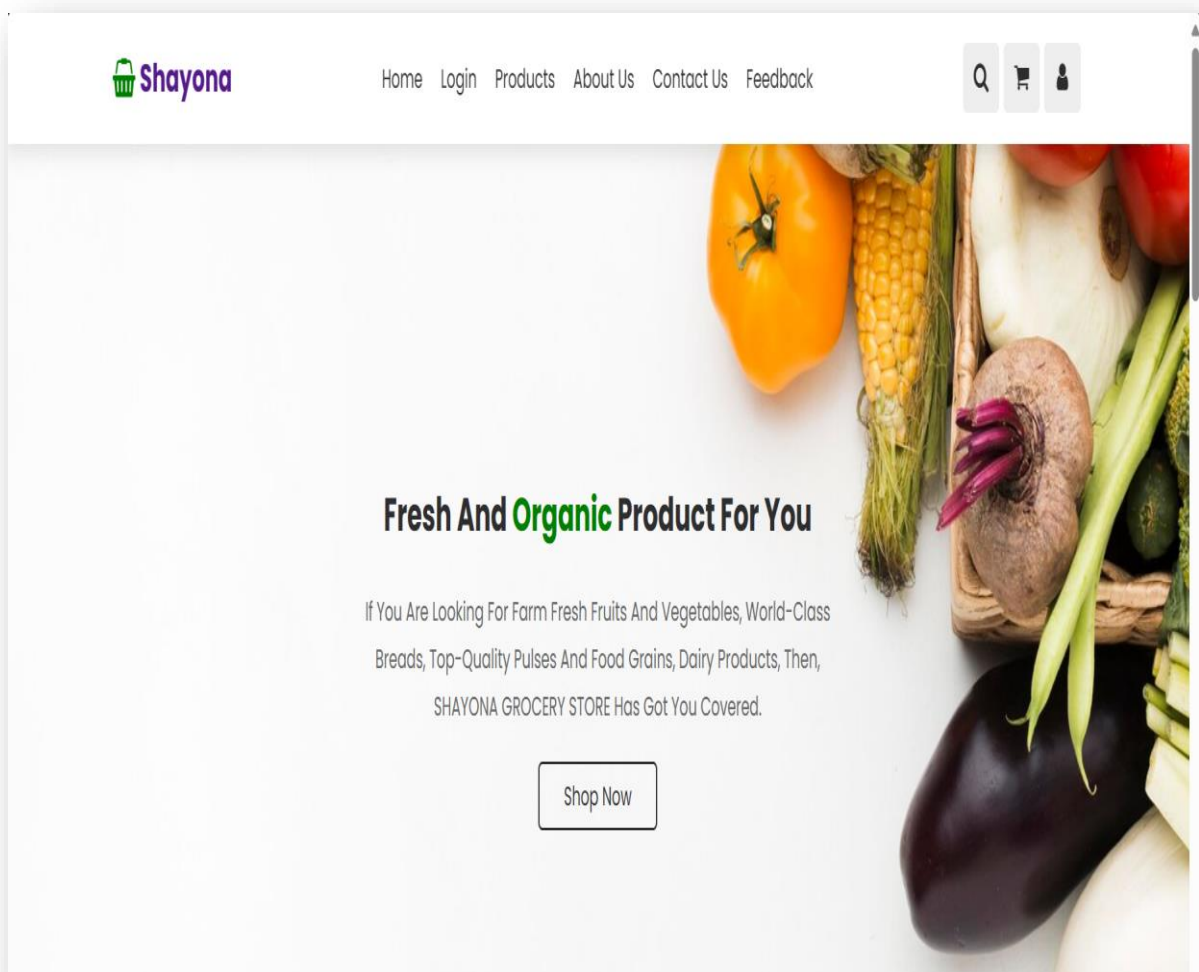 Shayona
Home Login Products About Us Contact Us Feedback
Fresh And Organic Product For You
If You Are Looking For Farm Fresh Fruits And Vegetables, World-Class
Breads, Top-Quality Pulses And Food Grains, Dairy Products, Then,
SHAYONA GROCERY STORE Has Got You Covered.
Shop Now